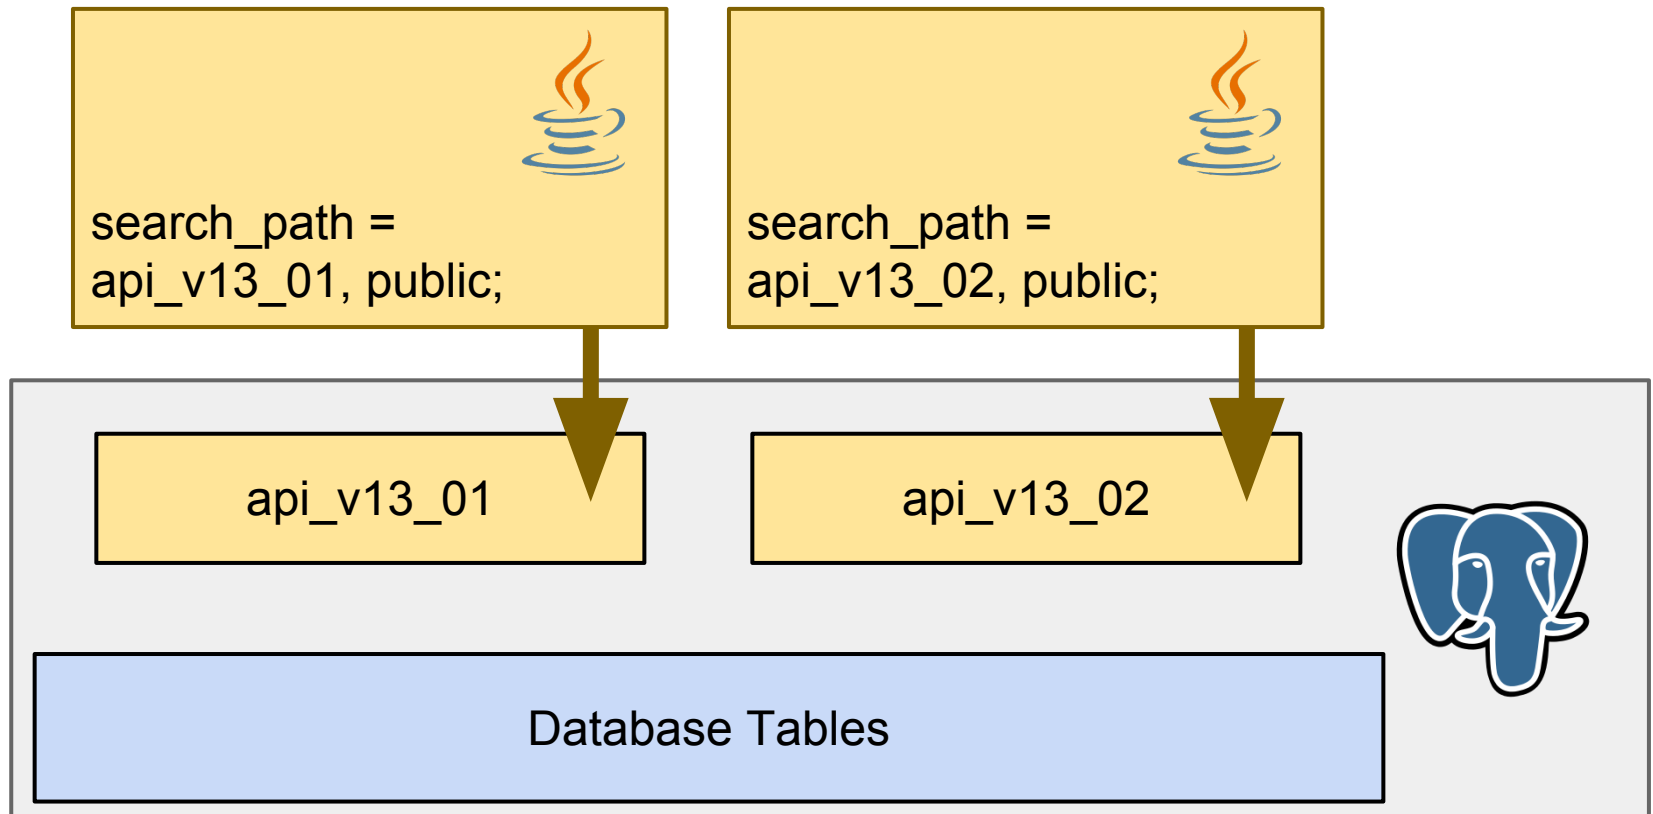 search_path =
api_v13_01, public;
search_path =
api_v13_02, public;
api_v13_01
api_v13_02
Database Tables